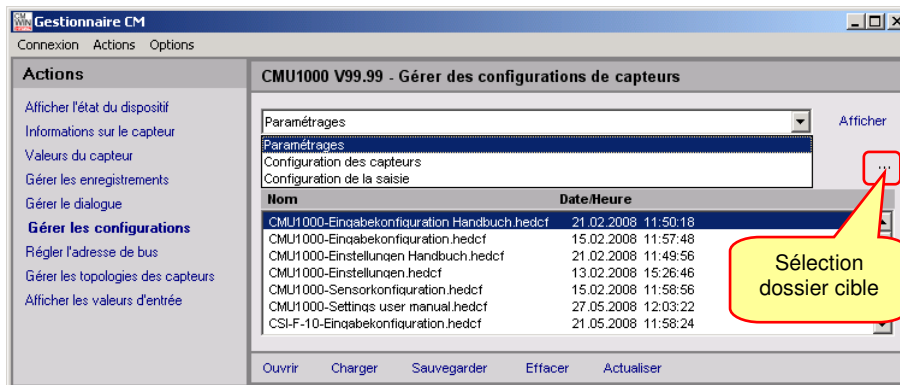 Gestionnaire CM
Connexion Actions Options
Actions
Afficher l'état du dispositif
Informations sur le capteur
Valeurs du capteur
Gérer les enregistrements
Gérer le dialogue
Gérer les configurations
Régler l'adresse de bus
Gérer les topologies des capteurs
Afficher les valeurs d'entrée
CMU1000 V99.99 - Gérer des configurations de capteurs
Paramétrages
Afficher
Paramétrages
Configuration des capteurs
Configuration de la saisie
...
Nom Date/Heure
CMU1000-Eingabekonfiguration Handbuch.hedcf 21.02.2008 11:50:18
CMU1000-Eingabekonfiguration.hedcf 15.02.2008 11:57:48
CMU1000-Einstellungen Handbuch.hedcf 21.02.2008 11:49:56
CMU1000-Einstellungen.hedcf 13.02.2008 15:26:46
CMU1000-Sensorkonfiguration.hedcf 15.02.2008 11:58:56
CMU1000-Settings user manual.hedcf 27.05.2008 12:03:22
CSI-F-10-Eingabekonfiguration.hedcf 21.05.2008 11:58:24
Sélection
dossier cible
Ouvrir Charger Sauvegarder Effacer Actualiser